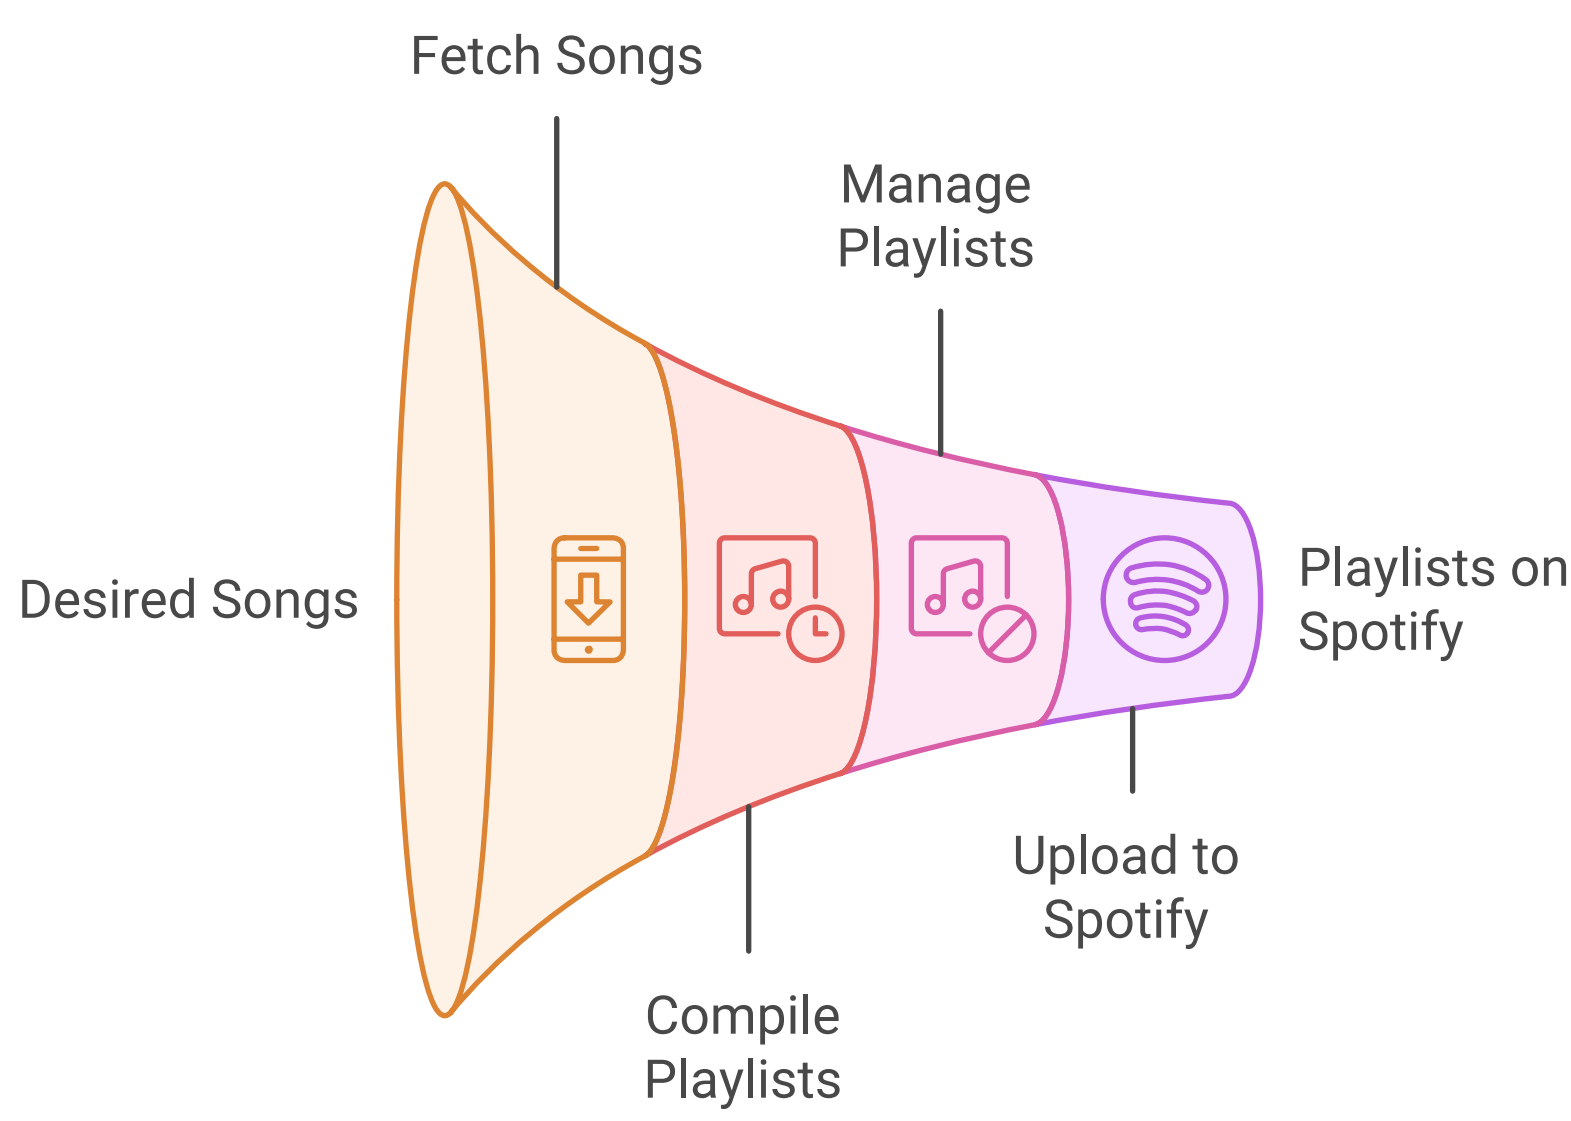 Fetch Songs
Manage
Playlists
Desired Songs
Playlists on
Spotify
Upload to
Spotify
Compile
Playlists